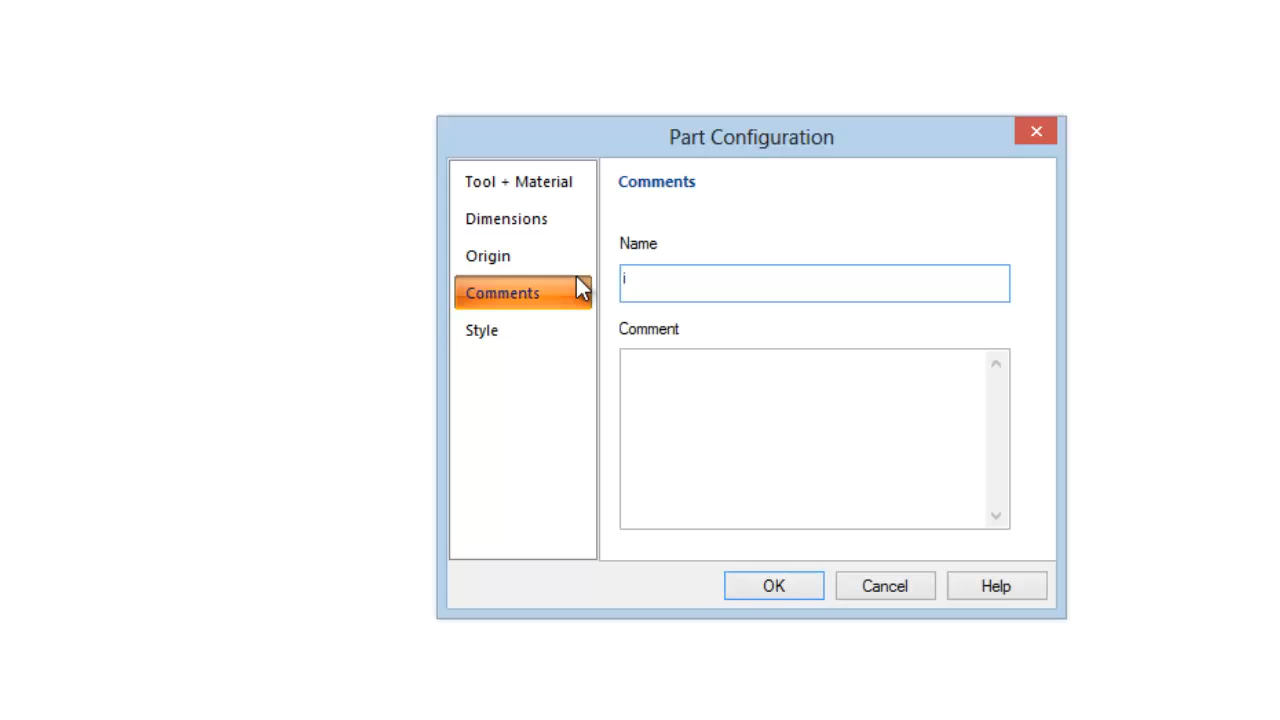 Part Configuration
Tool + Material
Dimensions
Origin
Comments
Style
Comments
Name
i
Comment
OK
Cancel
Help